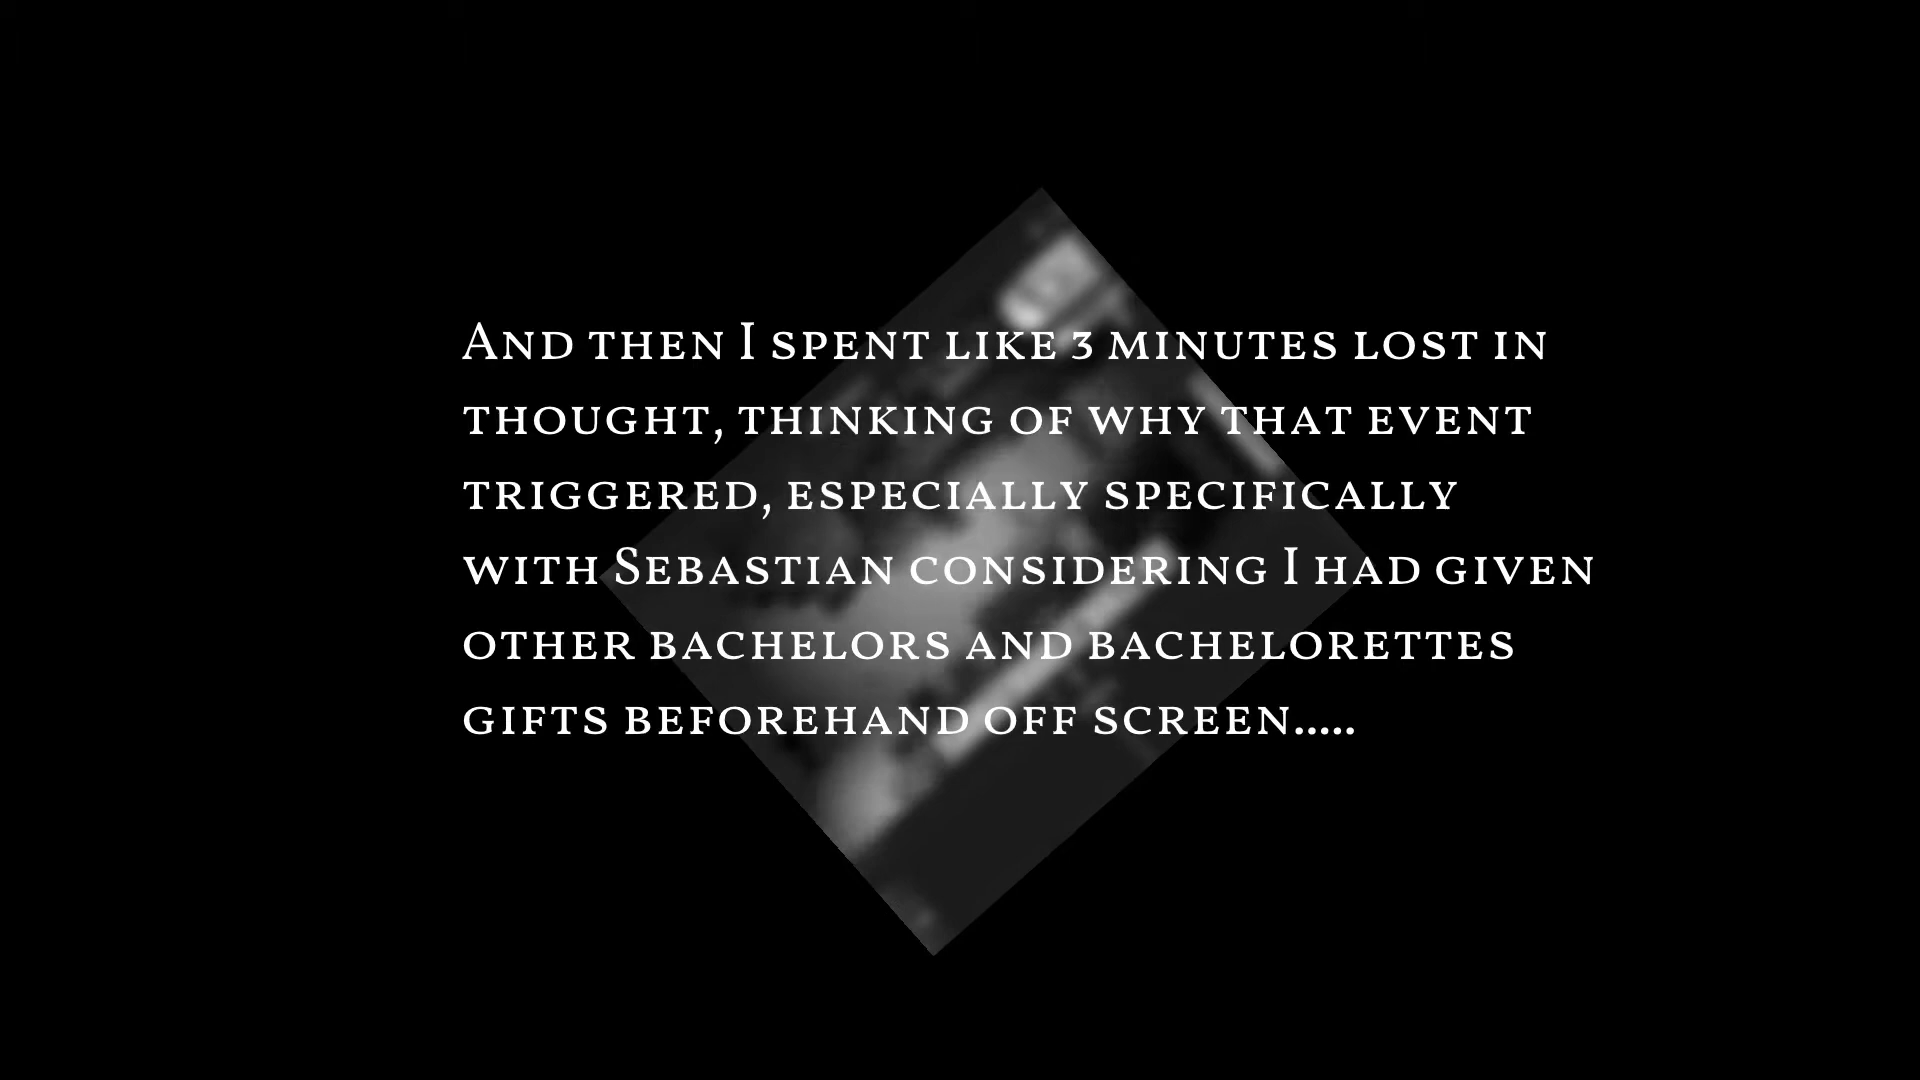 And then I spent like 3 minutes lost in
thought, thinking of why that event
triggered, especially specifically
with Sebastian considering I had given
other bachelors and bachelorettes
gifts beforehand off screen.....